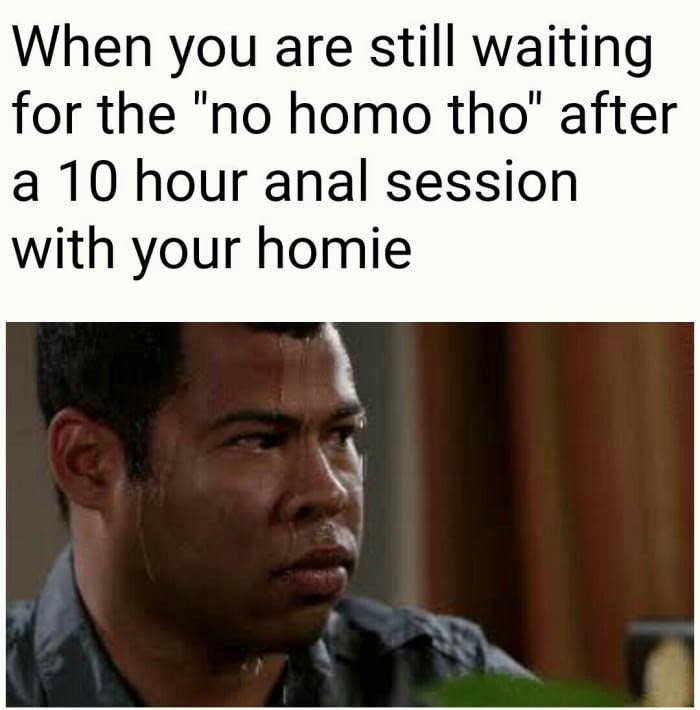 When you are still waiting
for the "no homo tho" after
a 10 hour anal session
with your homie